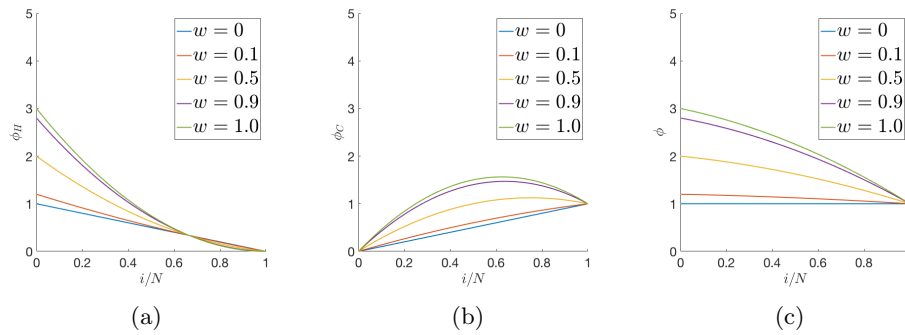 5
4
3
2
1
0
ϕ_H
0 0.2 0.4 0.6 0.8 1
i/N
w = 0
w = 0.1
w = 0.5
w = 0.9
w = 1.0
(a)
5
4
3
2
1
0
ϕ_C
0 0.2 0.4 0.6 0.8 1
i/N
w = 0
w = 0.1
w = 0.5
w = 0.9
w = 1.0
(b)
5
4
3
2
1
0
ϕ
0 0.2 0.4 0.6 0.8
i/N
w = 0
w = 0.1
w = 0.5
w = 0.9
w = 1.0
(c)